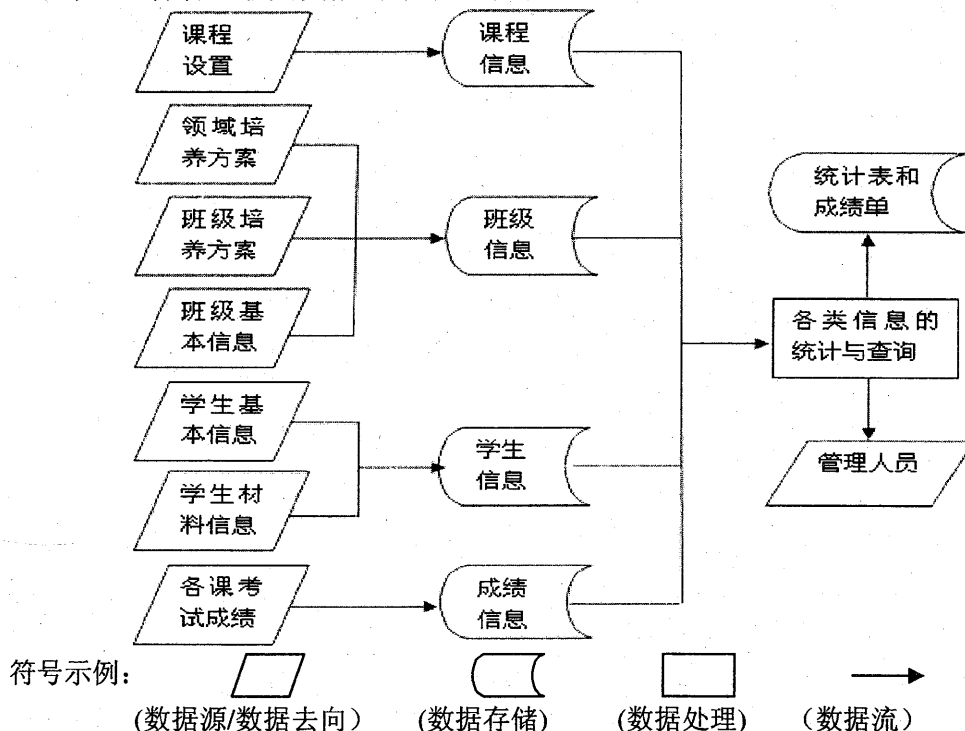 课程
设置
课程
信息
领域培
养方案
班级培
养方案
班级基
本信息
班级
信息
统计表和
成绩单
各类信息的
统计与查询
管理人员
学生基
本信息
学生材
料信息
学生
信息
各课考
试成绩
成绩
信息
符号示例：
(数据源/数据去向） (数据存储) (数据处理) （数据流）